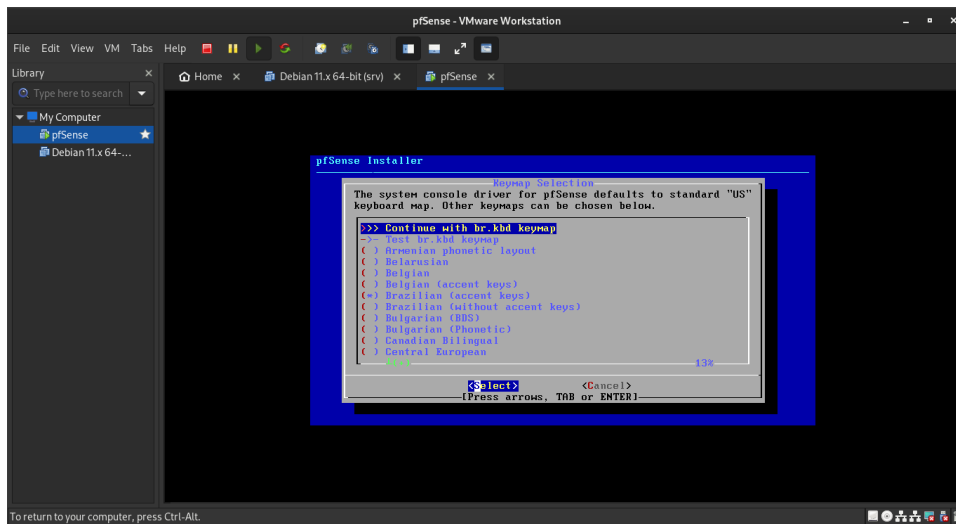 pfSense - VMware Workstation
File Edit View VM Tabs Help
Library
Home
Debian 11.x 64-bit (srv)
pfSense
Type here to search
My Computer
pfSense
Debian 11.x 64-...
pfSense Installer
Keymap Selection
The system console driver for pfSense defaults to standard "US"
keyboard map. Other keymaps can be chosen below.
>>> Continue with br.kbd keymap
->- Test br.kbd keymap
( ) Armenian phonetic layout
( ) Belarusian
( ) Belgian
( ) Belgian (accent keys)
(*) Brazilian (accent keys)
( ) Brazilian (without accent keys)
( ) Bulgarian (BDS)
( ) Bulgarian (Phonetic)
( ) Canadian Bilingual
( ) Central European
13%
<Select> <Cancel>
[Press arrows, TAB or ENTER]
To return to your computer, press Ctrl-Alt.